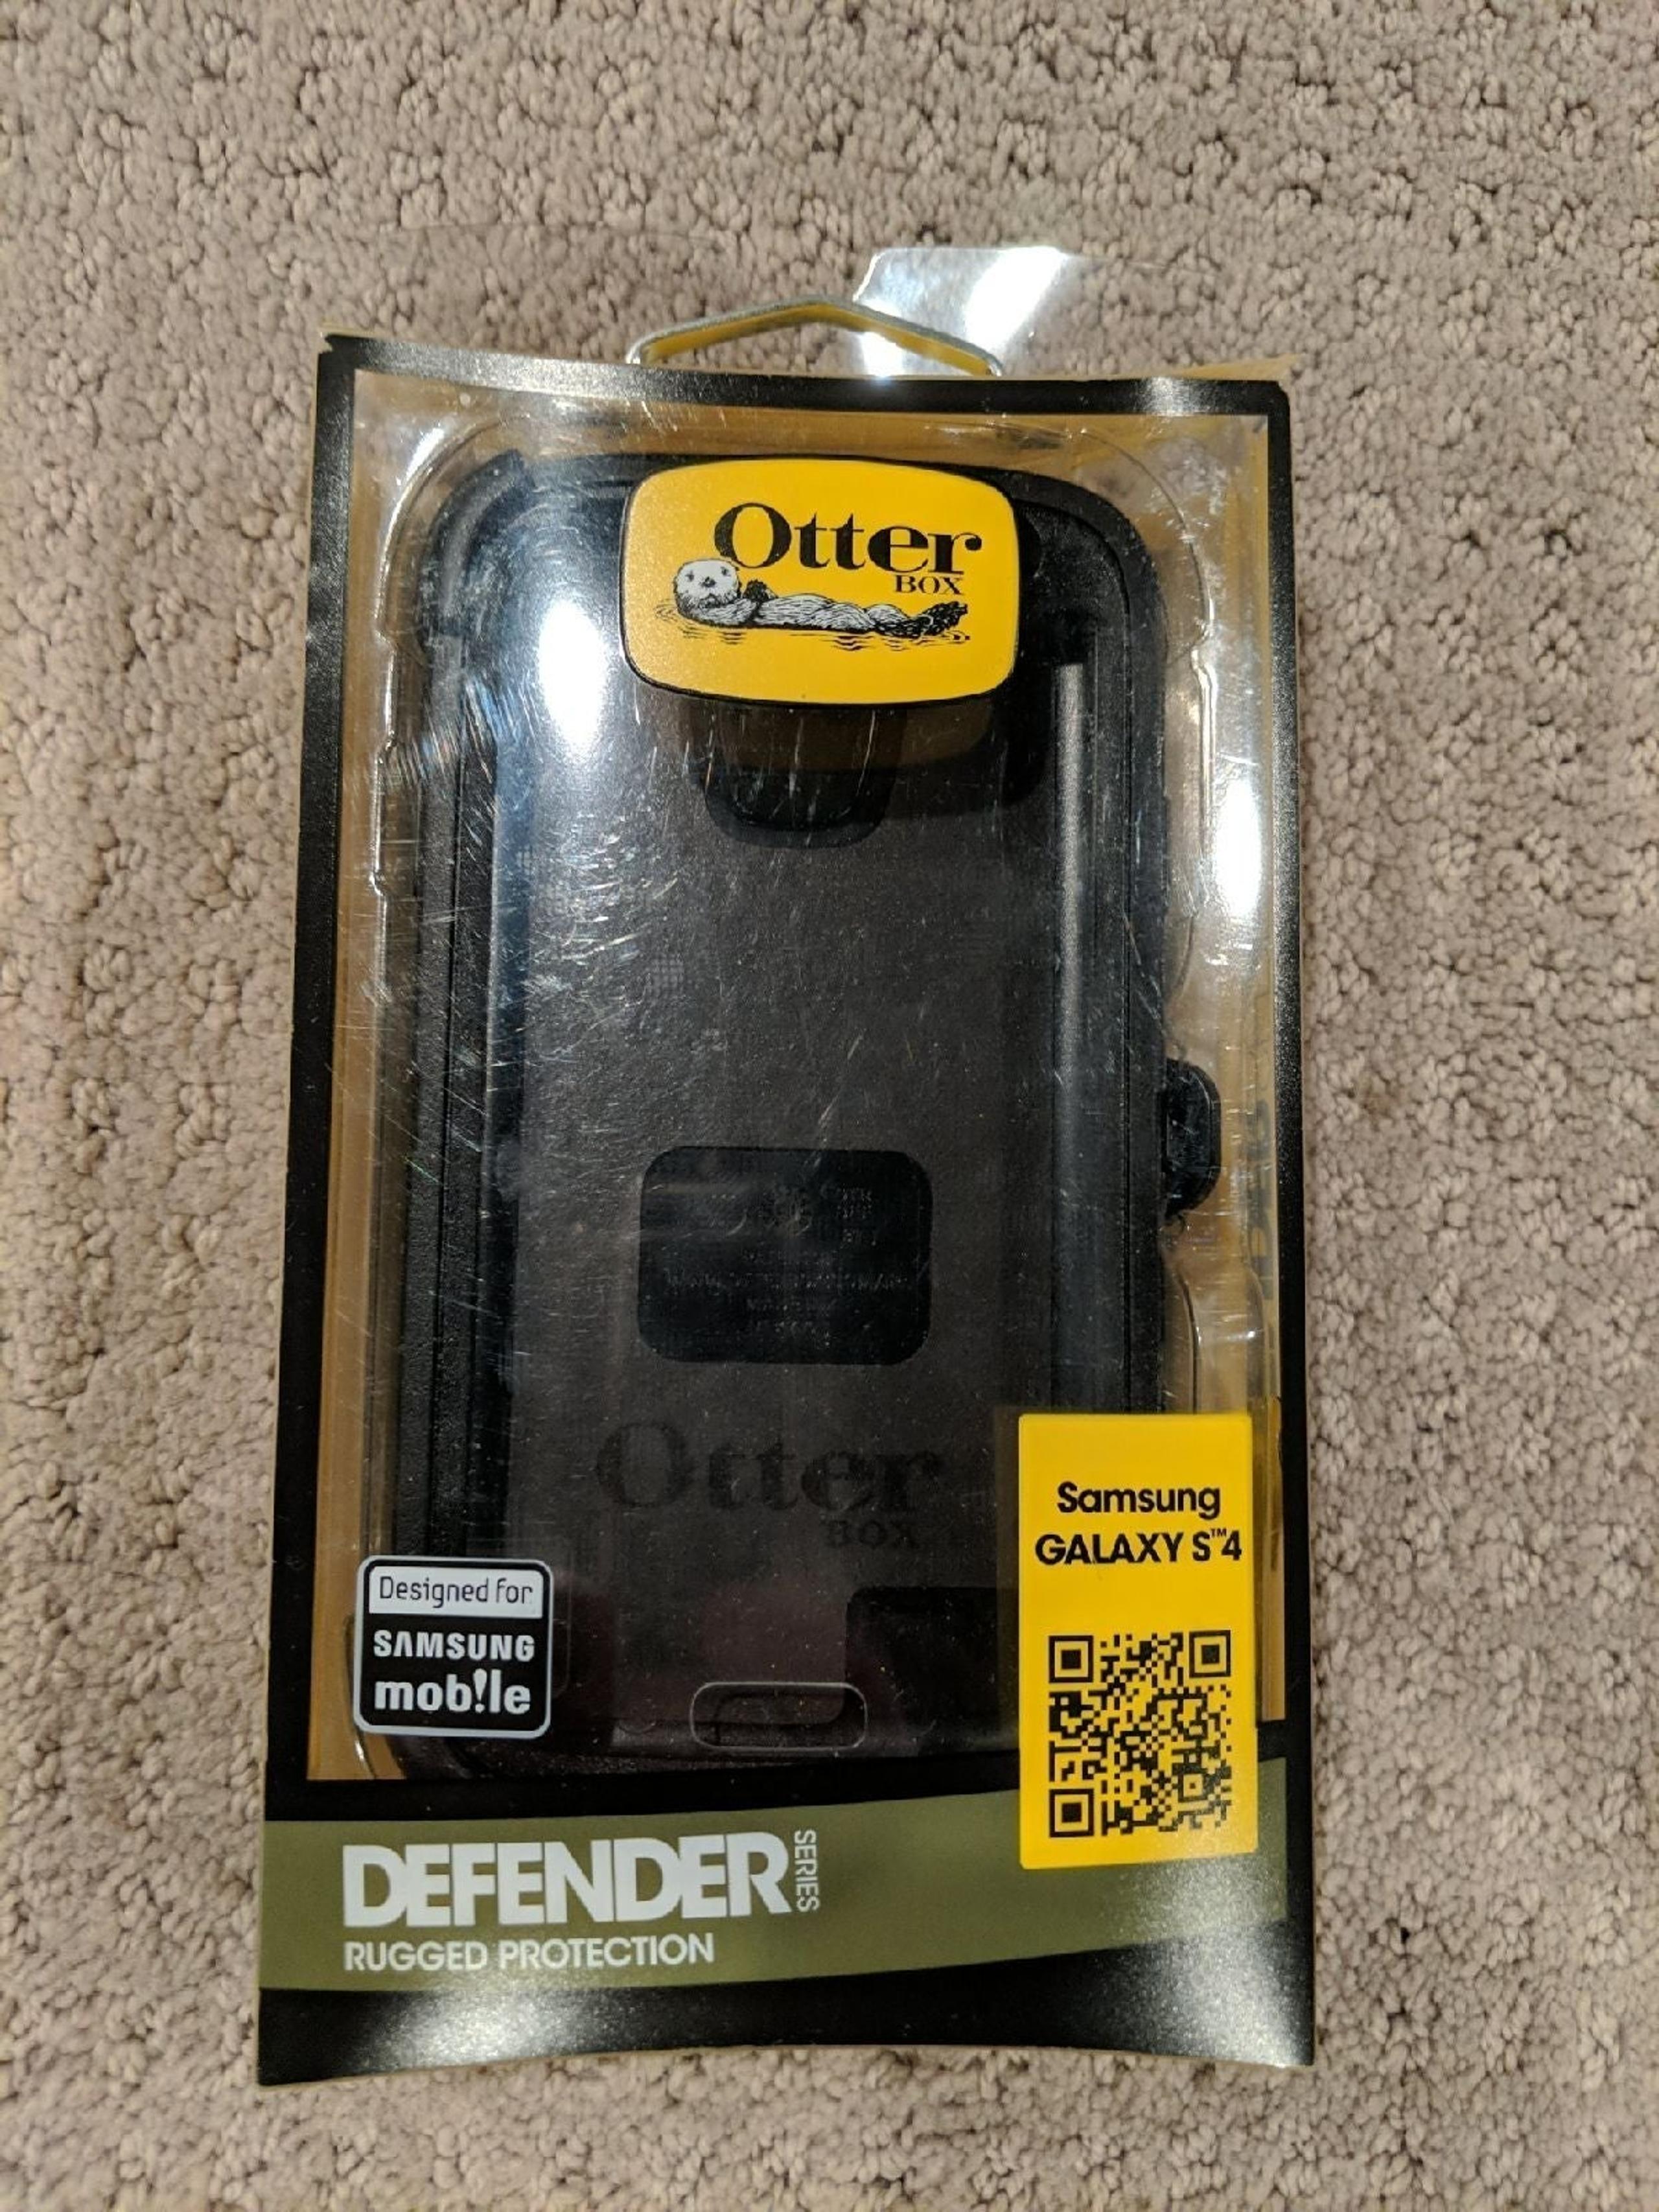 Otter
BOX
Otter
BOX
Samsung
GALAXY S™4
Designed for
SAMSUNG
mob!le
DEFENDER
SERIES
RUGGED PROTECTION